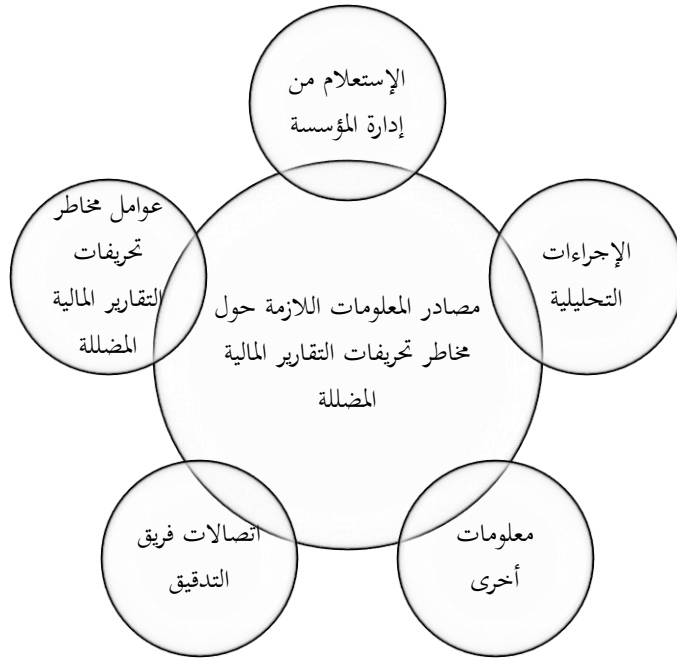 الإستعلام من
إدارة المؤسسة
الإجراءات
التحليلية
عوامل مخاطر
تحريفات
التقارير المالية
المضللة
مصادر المعلومات اللازمة حول
مخاطر تحريفات التقارير المالية
المضللة
معلومات
أخرى
اتصالات فريق
التدقيق